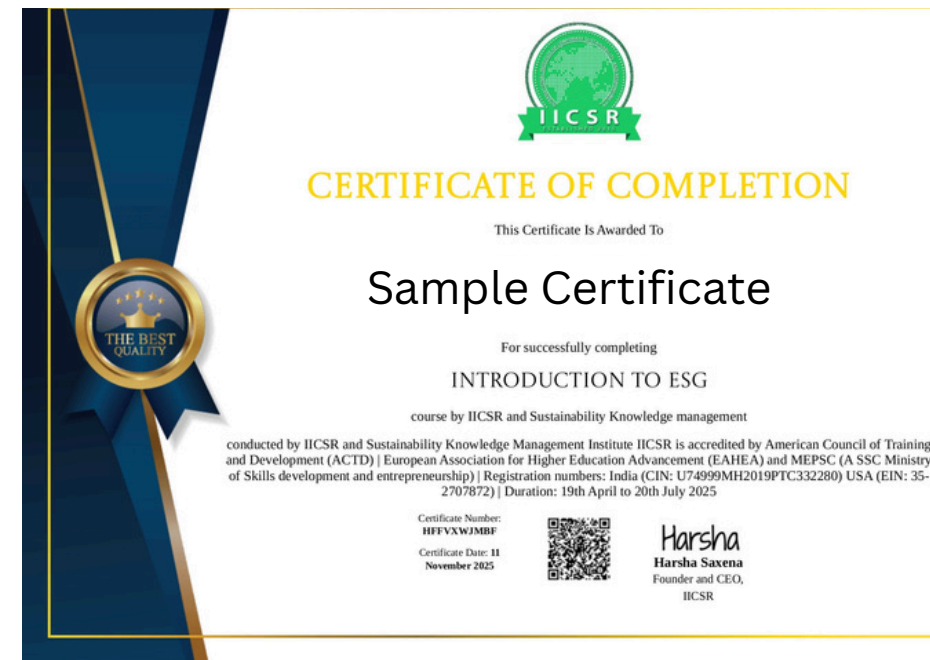 IICSR
CERTIFICATE OF COMPLETION
This Certificate Is Awarded To
Sample Certificate
THE BEST
QUALITY
For successfully completing
INTRODUCTION TO ESG
course by IICSR and Sustainability Knowledge management
conducted by IICSR and Sustainability Knowledge Management Institute IICSR is accredited by American Council of Training
and Development (ACTD) | European Association for Higher Education Advancement (EAHEA) and MEPSC (A SSC Ministry
of Skills development and entrepreneurship) | Registration numbers: India (CIN: U74999MH2019PTC332280) USA (EIN: 35-
2707872) | Duration: 19th April to 20th July 2025
Certificate Number:
HFFVXWJMBF
Certificate Date: 11
November 2025
Harsha
Harsha Saxena
Founder and CEO,
IICSR